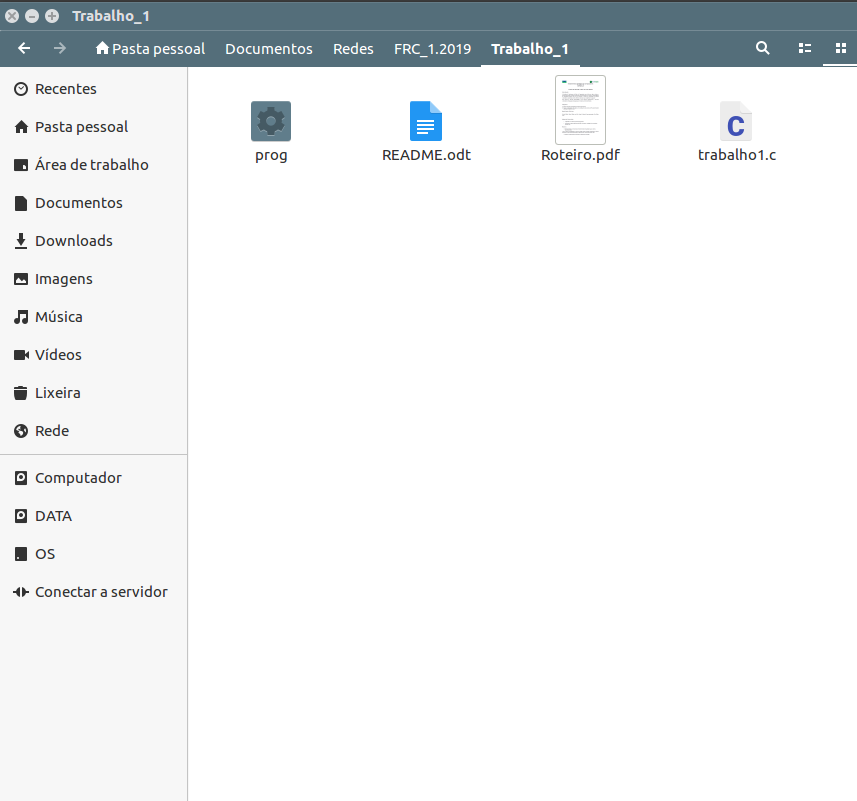 Trabalho_1
Pasta pessoal Documentos Redes FRC_1.2019 Trabalho_1
Recentes
Pasta pessoal
Área de trabalho
Documentos
Downloads
Imagens
Música
Vídeos
Lixeira
Rede
Computador
DATA
OS
Conectar a servidor
prog README.odt Roteiro.pdf trabalho1.c
C